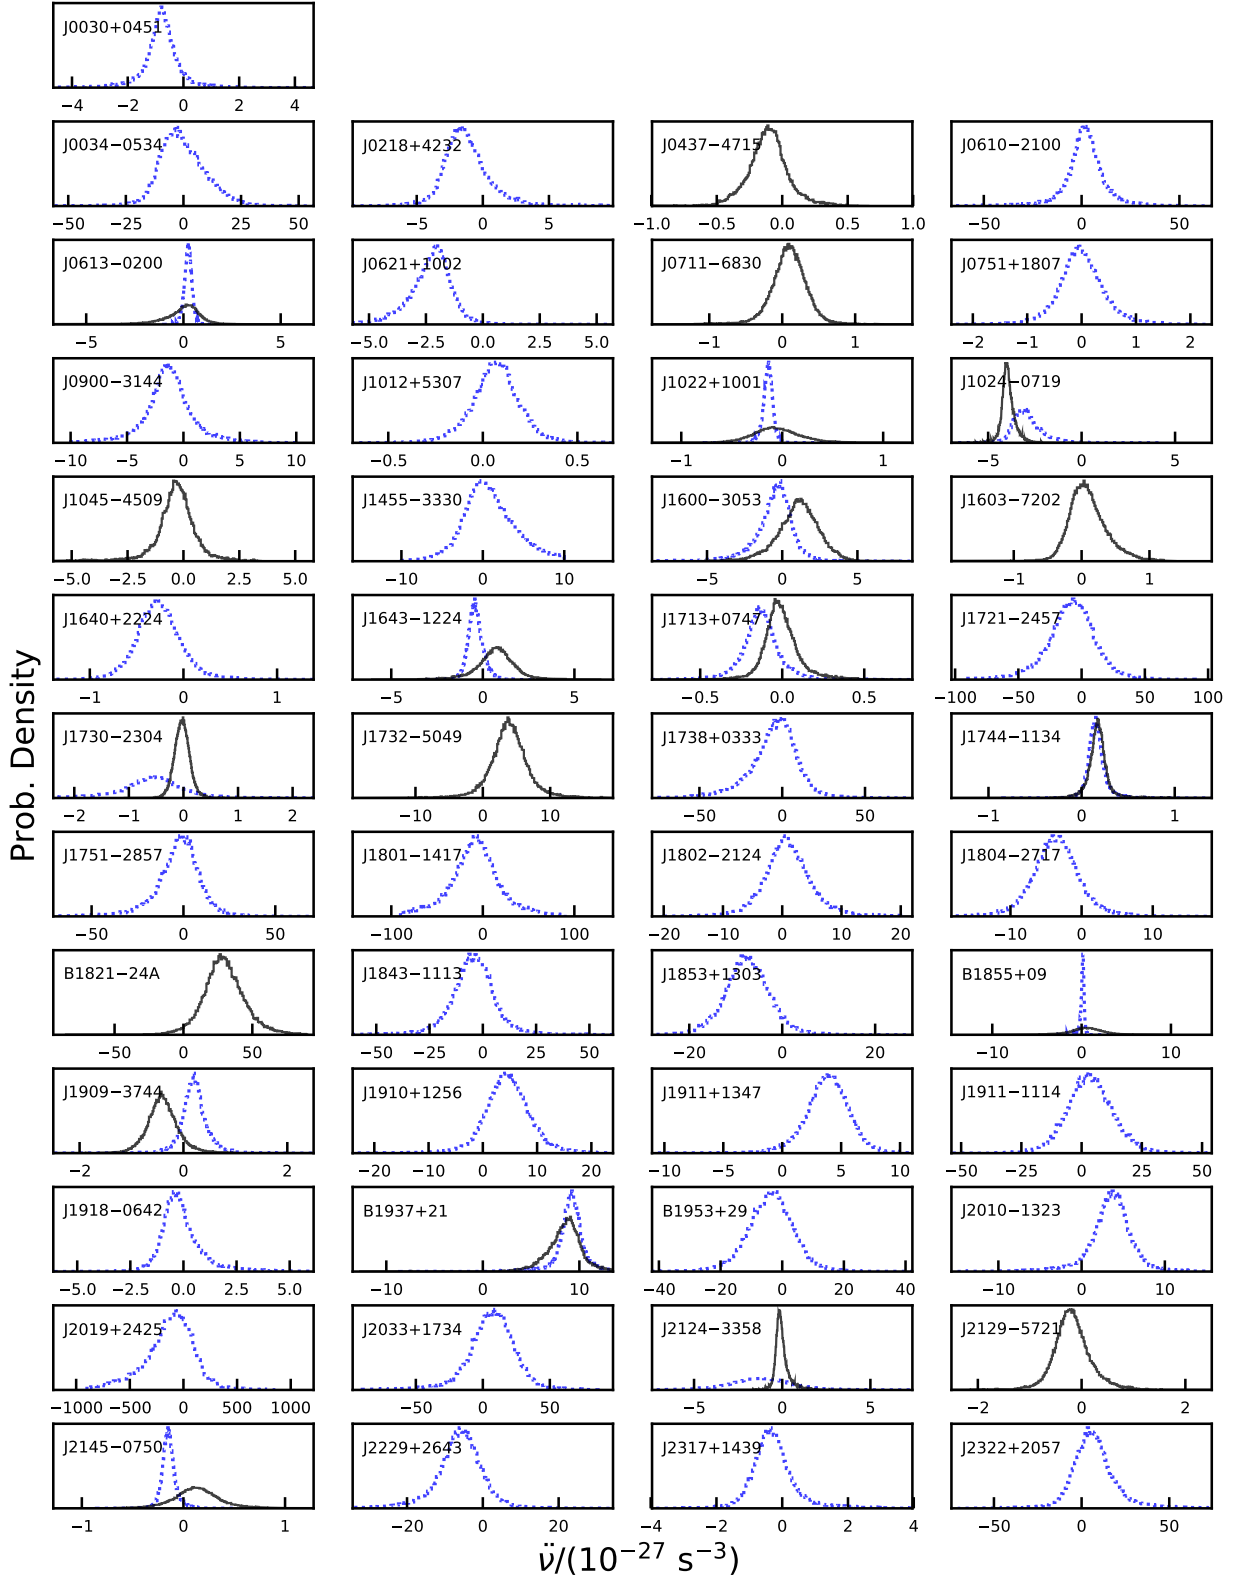 J0030+0451
−4 −2 0 2 4
J0034−0534 J0218+4232 J0437−4715 J0610−2100
−50 −25 0 25 50 −5 0 5 −1.0 −0.5 0.0 0.5 1.0 −50 0 50
J0613−0200 J0621+1002 J0711−6830 J0751+1807
−5 0 5 −5.0 −2.5 0.0 2.5 5.0 −1 0 1 −2 −1 0 1 2
J0900−3144 J1012+5307 J1022+1001 J1024−0719
−10 −5 0 5 10 −0.5 0.0 0.5 −1 0 1 −5 0 5
J1045−4509 J1455−3330 J1600−3053 J1603−7202
−5.0 −2.5 0.0 2.5 5.0 −10 0 10 −5 0 5 −1 0 1
J1640+2224 J1643−1224 J1713+0747 J1721−2457
−1 0 1 −5 0 5 −0.5 0.0 0.5 −100 −50 0 50 100
J1730−2304 J1732−5049 J1738+0333 J1744−1134
−2 −1 0 1 2 −10 0 10 −50 0 50 −1 0 1
J1751−2857 J1801−1417 J1802−2124 J1804−2717
−50 0 50 −100 0 100 −20 −10 0 10 20 −10 0 10
B1821−24A J1843−1113 J1853+1303 B1855+09
−50 0 50 −50 −25 0 25 50 −20 0 20 −10 0 10
J1909−3744 J1910+1256 J1911+1347 J1911−1114
−2 0 2 −20 −10 0 10 20 −10 −5 0 5 10 −50 −25 0 25 50
J1918−0642 B1937+21 B1953+29 J2010−1323
−5.0 −2.5 0.0 2.5 5.0 −10 0 10 −40 −20 0 20 40 −10 0 10
J2019+2425 J2033+1734 J2124−3358 J2129−5721
−1000 −500 0 500 1000 −50 0 50 −5 0 5 −2 0 2
J2145−0750 J2229+2643 J2317+1439 J2322+2057
−1 0 1 −20 0 20 −4 −2 0 2 4 −50 0 50
Prob. Density
ν̈/(10⁻²⁷ s⁻³)